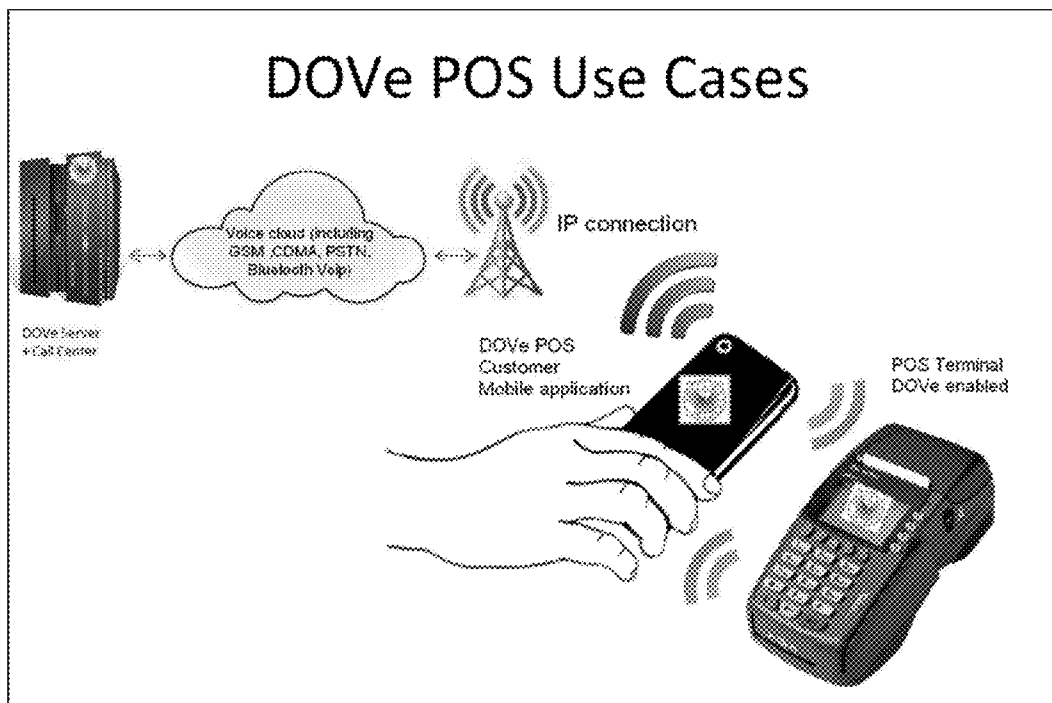 DOVe POS Use Cases
Voice cloud (including
GSM ,CDMA, PSTN,
Bluetooth Voip)
IP connection
DOVe Server
+Call Center
DOVe POS
Customer
Mobile application
POS Terminal
DOVe enabled